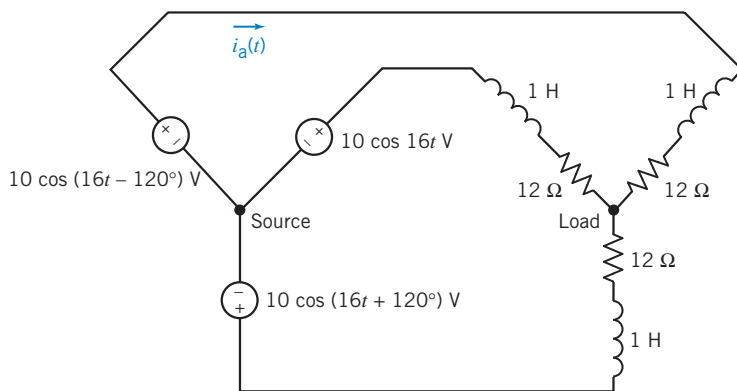 i_a(t)
1 H
1 H
+
–
–
+
10 cos 16t V
10 cos (16t – 120°) V
12 Ω
12 Ω
Source
Load
12 Ω
–
+
10 cos (16t + 120°) V
1 H